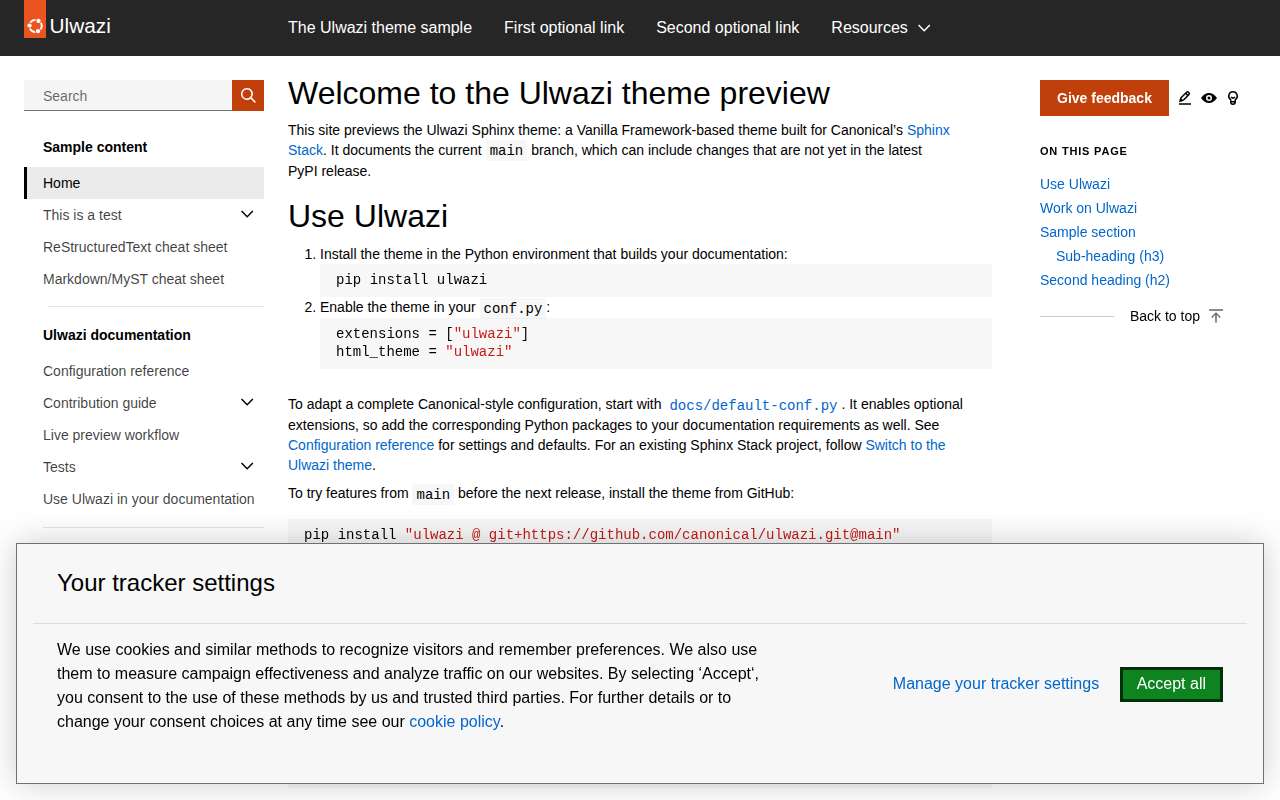 Ulwazi
The Ulwazi theme sample
First optional link
Second optional link
Resources
Search
Sample content
Home
This is a test
ReStructuredText cheat sheet
Markdown/MyST cheat sheet
Ulwazi documentation
Configuration reference
Contribution guide
Live preview workflow
Tests
Use Ulwazi in your documentation
Welcome to the Ulwazi theme preview
This site previews the Ulwazi Sphinx theme: a Vanilla Framework-based theme built for Canonical’s Sphinx
Stack. It documents the current main branch, which can include changes that are not yet in the latest
PyPI release.
Use Ulwazi
1. Install the theme in the Python environment that builds your documentation:
pip install ulwazi
2. Enable the theme in your conf.py :
extensions = ["ulwazi"]
html_theme = "ulwazi"
To adapt a complete Canonical-style configuration, start with docs/default-conf.py . It enables optional
extensions, so add the corresponding Python packages to your documentation requirements as well. See
Configuration reference for settings and defaults. For an existing Sphinx Stack project, follow Switch to the
Ulwazi theme.
To try features from main before the next release, install the theme from GitHub:
pip install "ulwazi @ git+https://github.com/canonical/ulwazi.git@main"
Give feedback
ON THIS PAGE
Use Ulwazi
Work on Ulwazi
Sample section
Sub-heading (h3)
Second heading (h2)
Back to top
Your tracker settings
We use cookies and similar methods to recognize visitors and remember preferences. We also use
them to measure campaign effectiveness and analyze traffic on our websites. By selecting ‘Accept‘,
you consent to the use of these methods by us and trusted third parties. For further details or to
change your consent choices at any time see our cookie policy.
Manage your tracker settings
Accept all